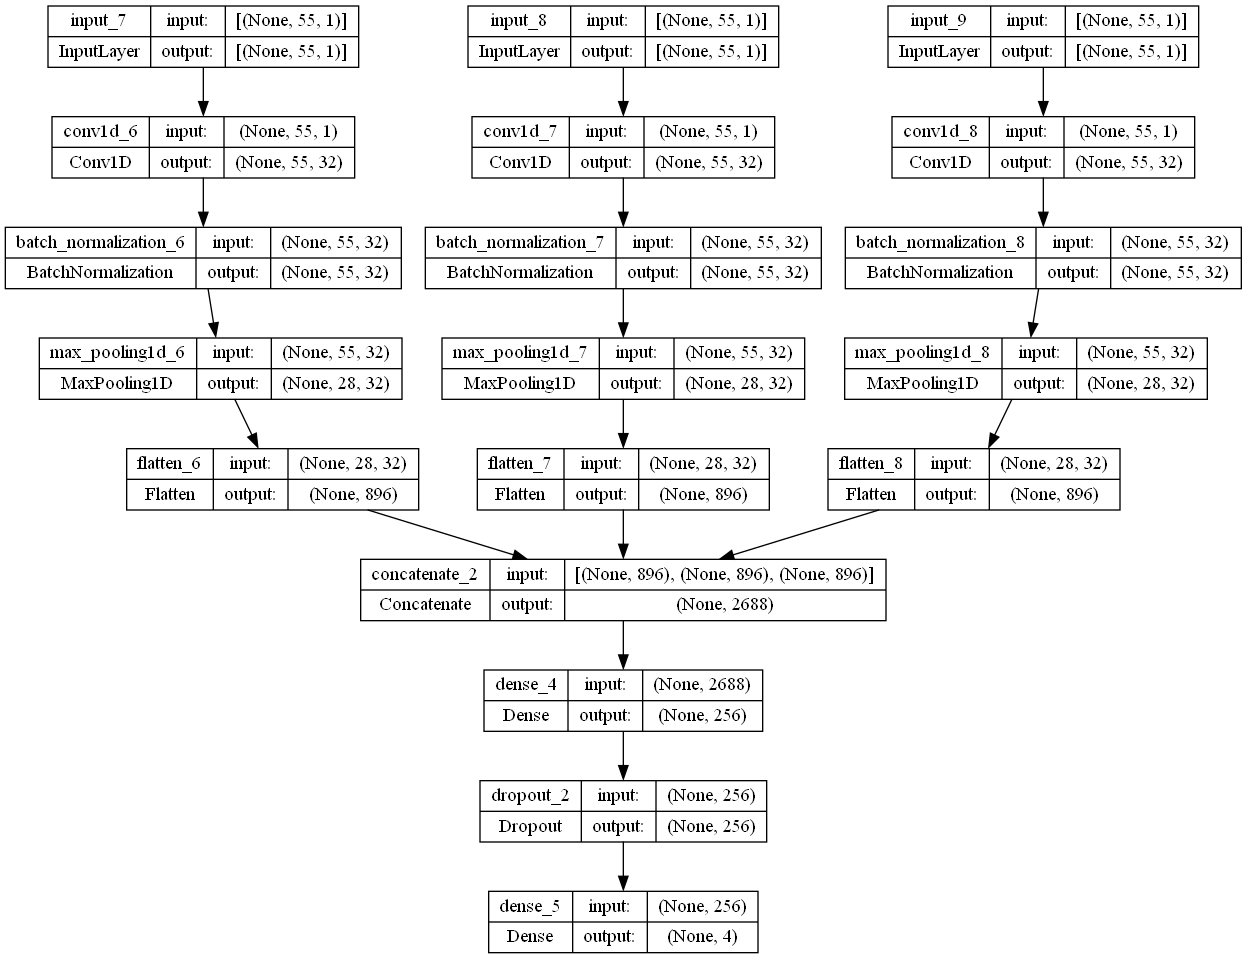 input_7 input: [(None, 55, 1)] input_8 input: [(None, 55, 1)] input_9 input: [(None, 55, 1)]
InputLayer output: [(None, 55, 1)] InputLayer output: [(None, 55, 1)] InputLayer output: [(None, 55, 1)]
conv1d_6 input: (None, 55, 1) conv1d_7 input: (None, 55, 1) conv1d_8 input: (None, 55, 1)
Conv1D output: (None, 55, 32) Conv1D output: (None, 55, 32) Conv1D output: (None, 55, 32)
batch_normalization_6 input: (None, 55, 32) batch_normalization_7 input: (None, 55, 32) batch_normalization_8 input: (None, 55, 32)
BatchNormalization output: (None, 55, 32) BatchNormalization output: (None, 55, 32) BatchNormalization output: (None, 55, 32)
max_pooling1d_6 input: (None, 55, 32) max_pooling1d_7 input: (None, 55, 32) max_pooling1d_8 input: (None, 55, 32)
MaxPooling1D output: (None, 28, 32) MaxPooling1D output: (None, 28, 32) MaxPooling1D output: (None, 28, 32)
flatten_6 input: (None, 28, 32) flatten_7 input: (None, 28, 32) flatten_8 input: (None, 28, 32)
Flatten output: (None, 896) Flatten output: (None, 896) Flatten output: (None, 896)
concatenate_2 input: [(None, 896), (None, 896), (None, 896)]
Concatenate output: (None, 2688)
dense_4 input: (None, 2688)
Dense output: (None, 256)
dropout_2 input: (None, 256)
Dropout output: (None, 256)
dense_5 input: (None, 256)
Dense output: (None, 4)